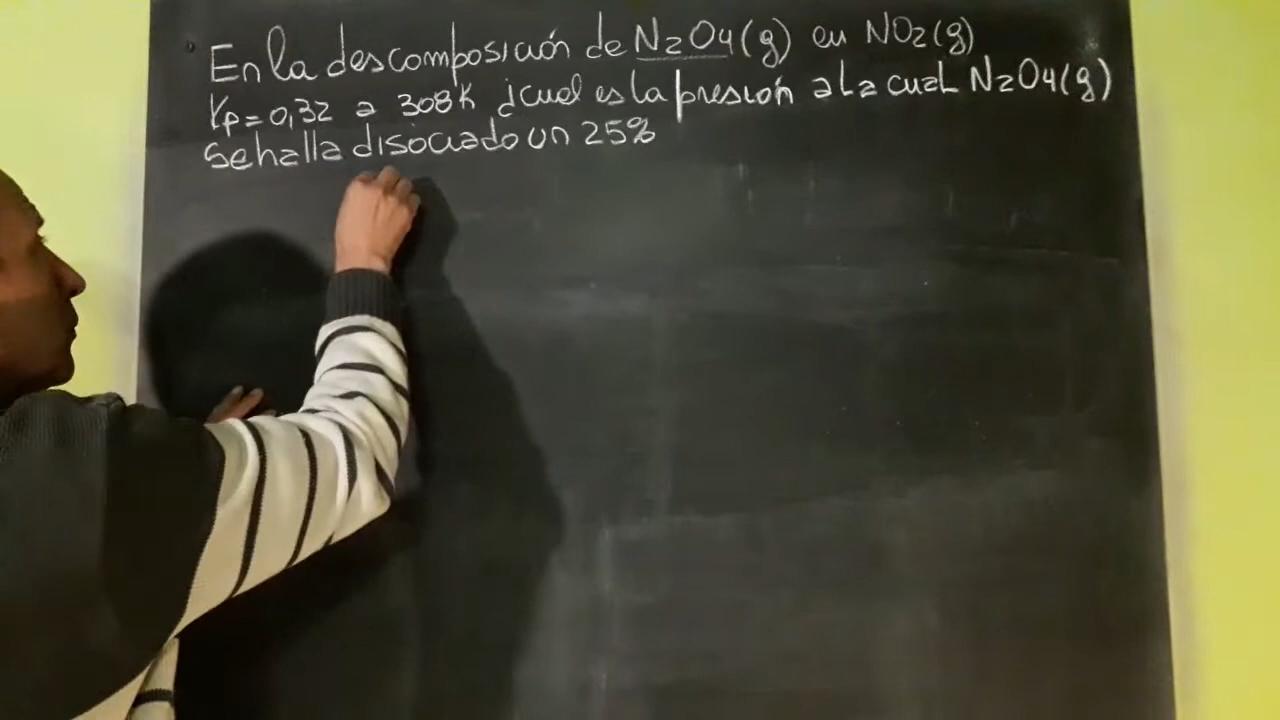 En la descomposición de N2O4(g) en NO2(g)
Kp=0,32 a 308K ¿cual es la presión a la cual N2O4(g)
Se halla disociado un 25%